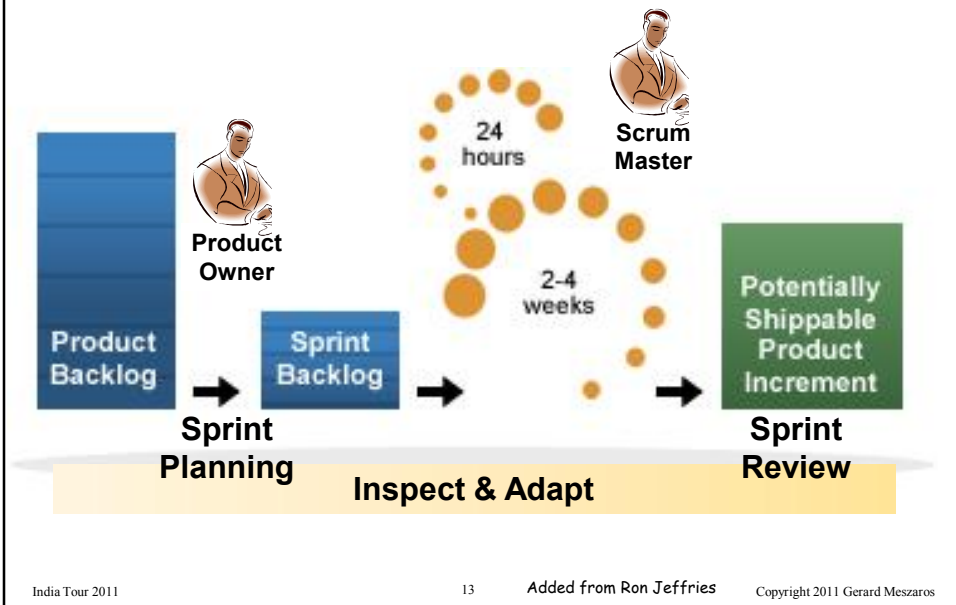 24
hours
Scrum
Master
Product
Owner
2-4
weeks
Product
Backlog
Sprint
Backlog
Potentially
Shippable
Product
Increment
Sprint
Planning
Sprint
Review
Inspect & Adapt
India Tour 2011
13
Added from Ron Jeffries
Copyright 2011 Gerard Meszaros